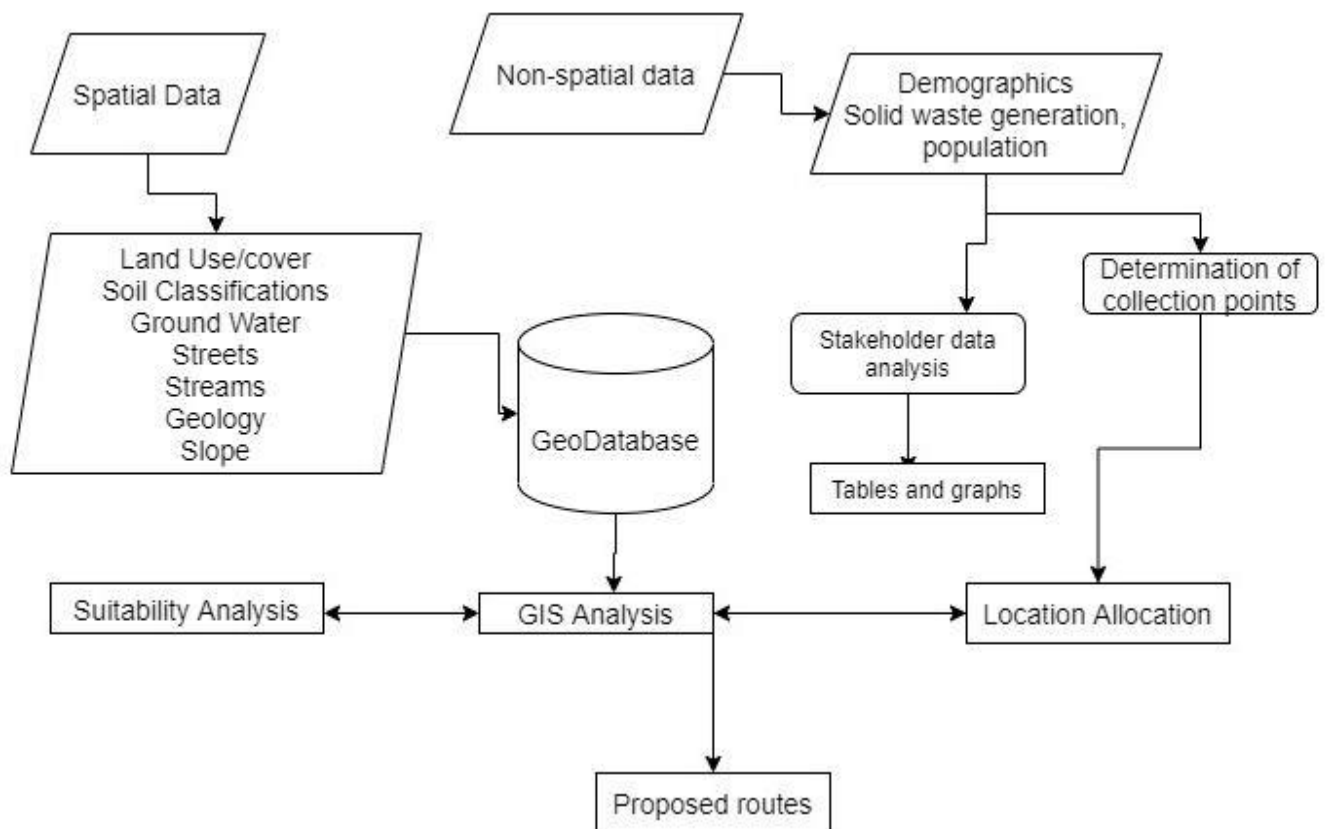 Spatial Data
Non-spatial data
Demographics
Solid waste generation,
population
Land Use/cover
Soil Classifications
Ground Water
Streets
Streams
Geology
Slope
GeoDatabase
Stakeholder data
analysis
Determination of
collection points
Tables and graphs
Suitability Analysis
GIS Analysis
Location Allocation
Proposed routes